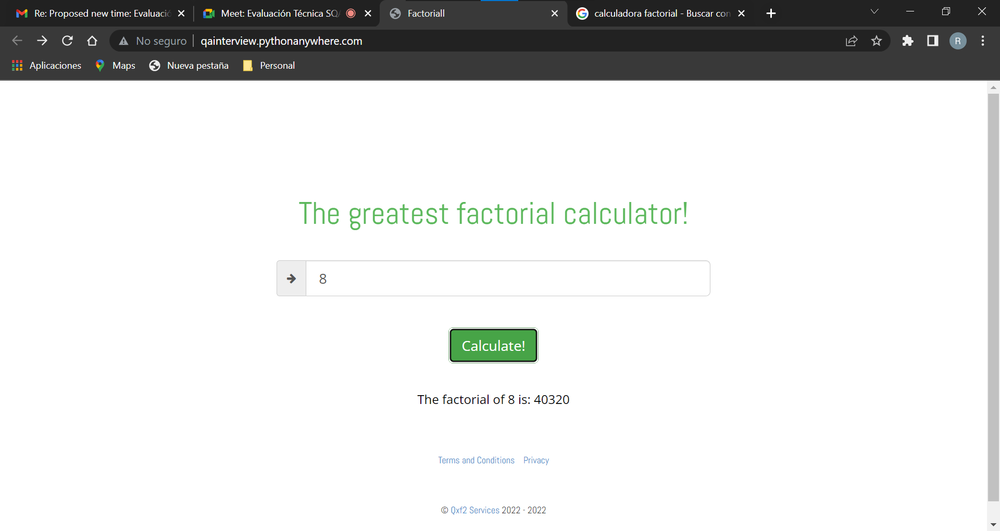 Re: Proposed new time: Evaluació
Meet: Evaluación Técnica SQA
Factoriall
calculadora factorial - Buscar con
No seguro
qainterview.pythonanywhere.com
R
Aplicaciones
Maps
Nueva pestaña
Personal
The greatest factorial calculator!
8
Calculate!
The factorial of 8 is: 40320
Terms and Conditions Privacy
© Qxf2 Services 2022 - 2022